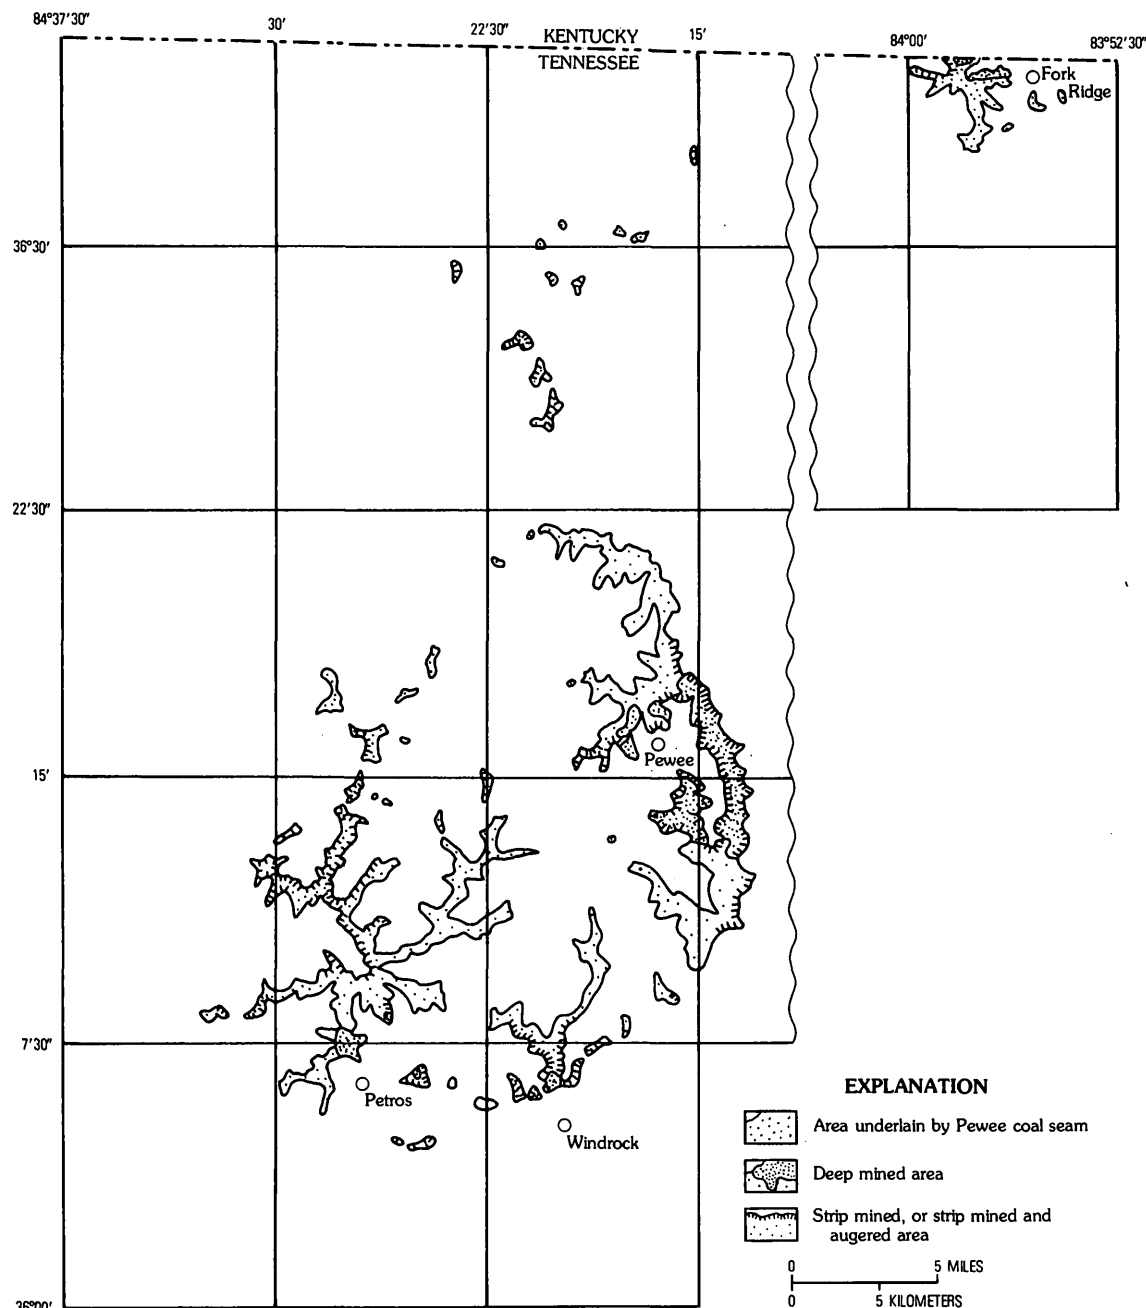 84°37'30"
30'
22'30"
KENTUCKY
TENNESSEE
15'
84°00'
83°52'30"
Fork
Ridge
36°30'
22'30"
Pewee
15'
7'30"
Petros
Windrock
EXPLANATION
Area underlain by Pewee coal seam
Deep mined area
Strip mined, or strip mined and
augered area
0 5 MILES
0 5 KILOMETERS
36°00'